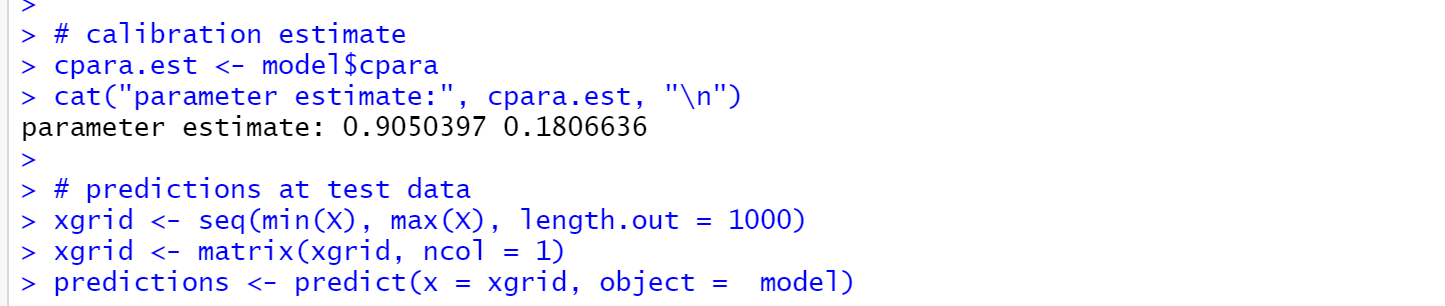 >
> # calibration estimate
> cpara.est <- model$cpara
> cat("parameter estimate:", cpara.est, "\n")
parameter estimate: 0.9050397 0.1806636
>
> # predictions at test data
> xgrid <- seq(min(X), max(X), length.out = 1000)
> xgrid <- matrix(xgrid, ncol = 1)
> predictions <- predict(x = xgrid, object =  model)